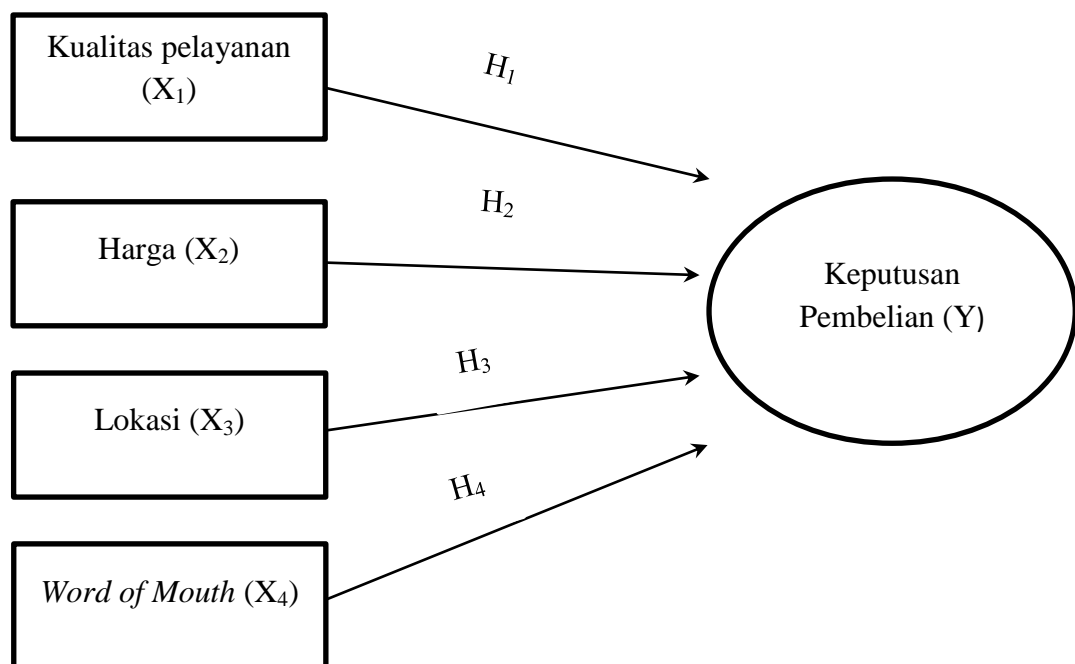 Kualitas pelayanan
(X₁)
H₁
Harga (X₂)
H₂
Keputusan
Pembelian (Y)
Lokasi (X₃)
H₃
Word of Mouth (X₄)
H₄